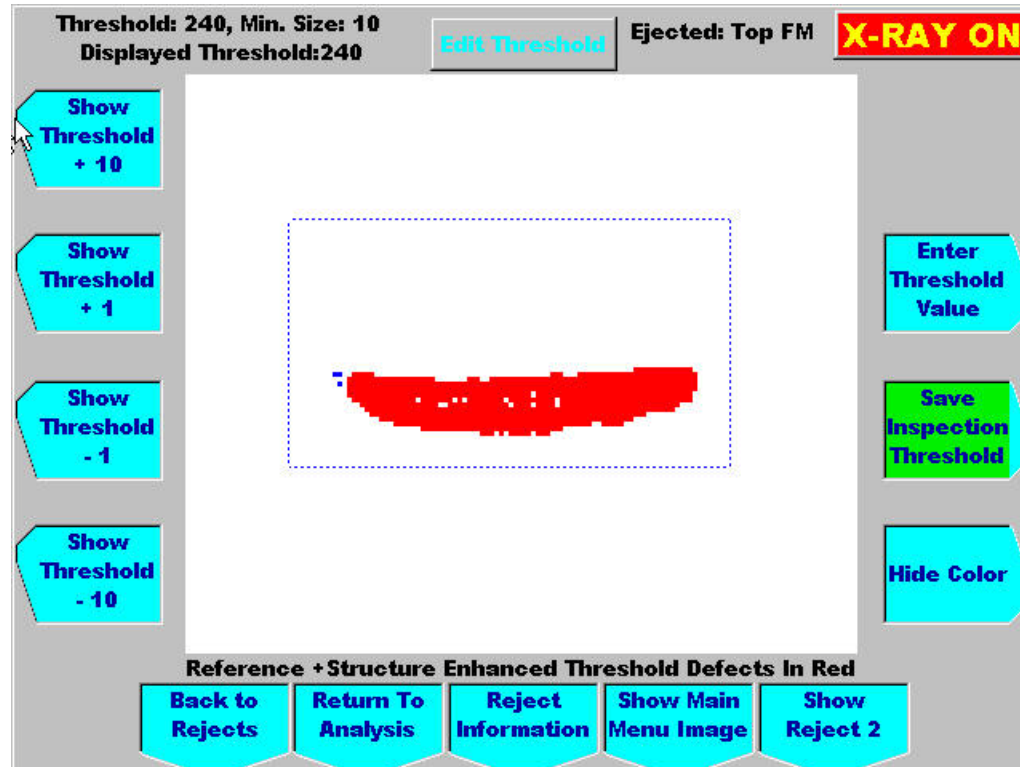 Threshold: 240, Min. Size: 10
Displayed Threshold:240
Edit Threshold
Ejected: Top FM
X-RAY ON
Show
Threshold
+ 10
Show
Threshold
+ 1
Show
Threshold
- 1
Show
Threshold
- 10
Enter
Threshold
Value
Save
Inspection
Threshold
Hide Color
Reference +Structure Enhanced Threshold Defects In Red
Back to
Rejects
Return To
Analysis
Reject
Information
Show Main
Menu Image
Show
Reject 2